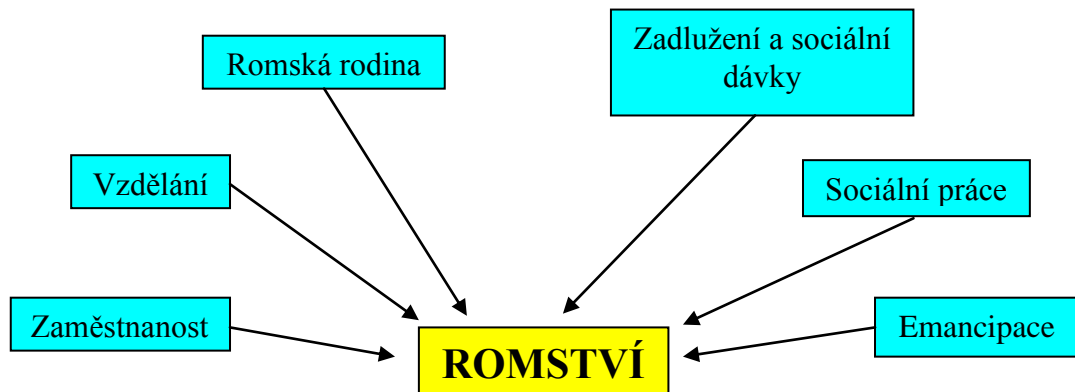 Zadlužení a sociální
dávky
Romská rodina
Vzdělání
Sociální práce
Zaměstnanost
Emancipace
ROMSTVÍ